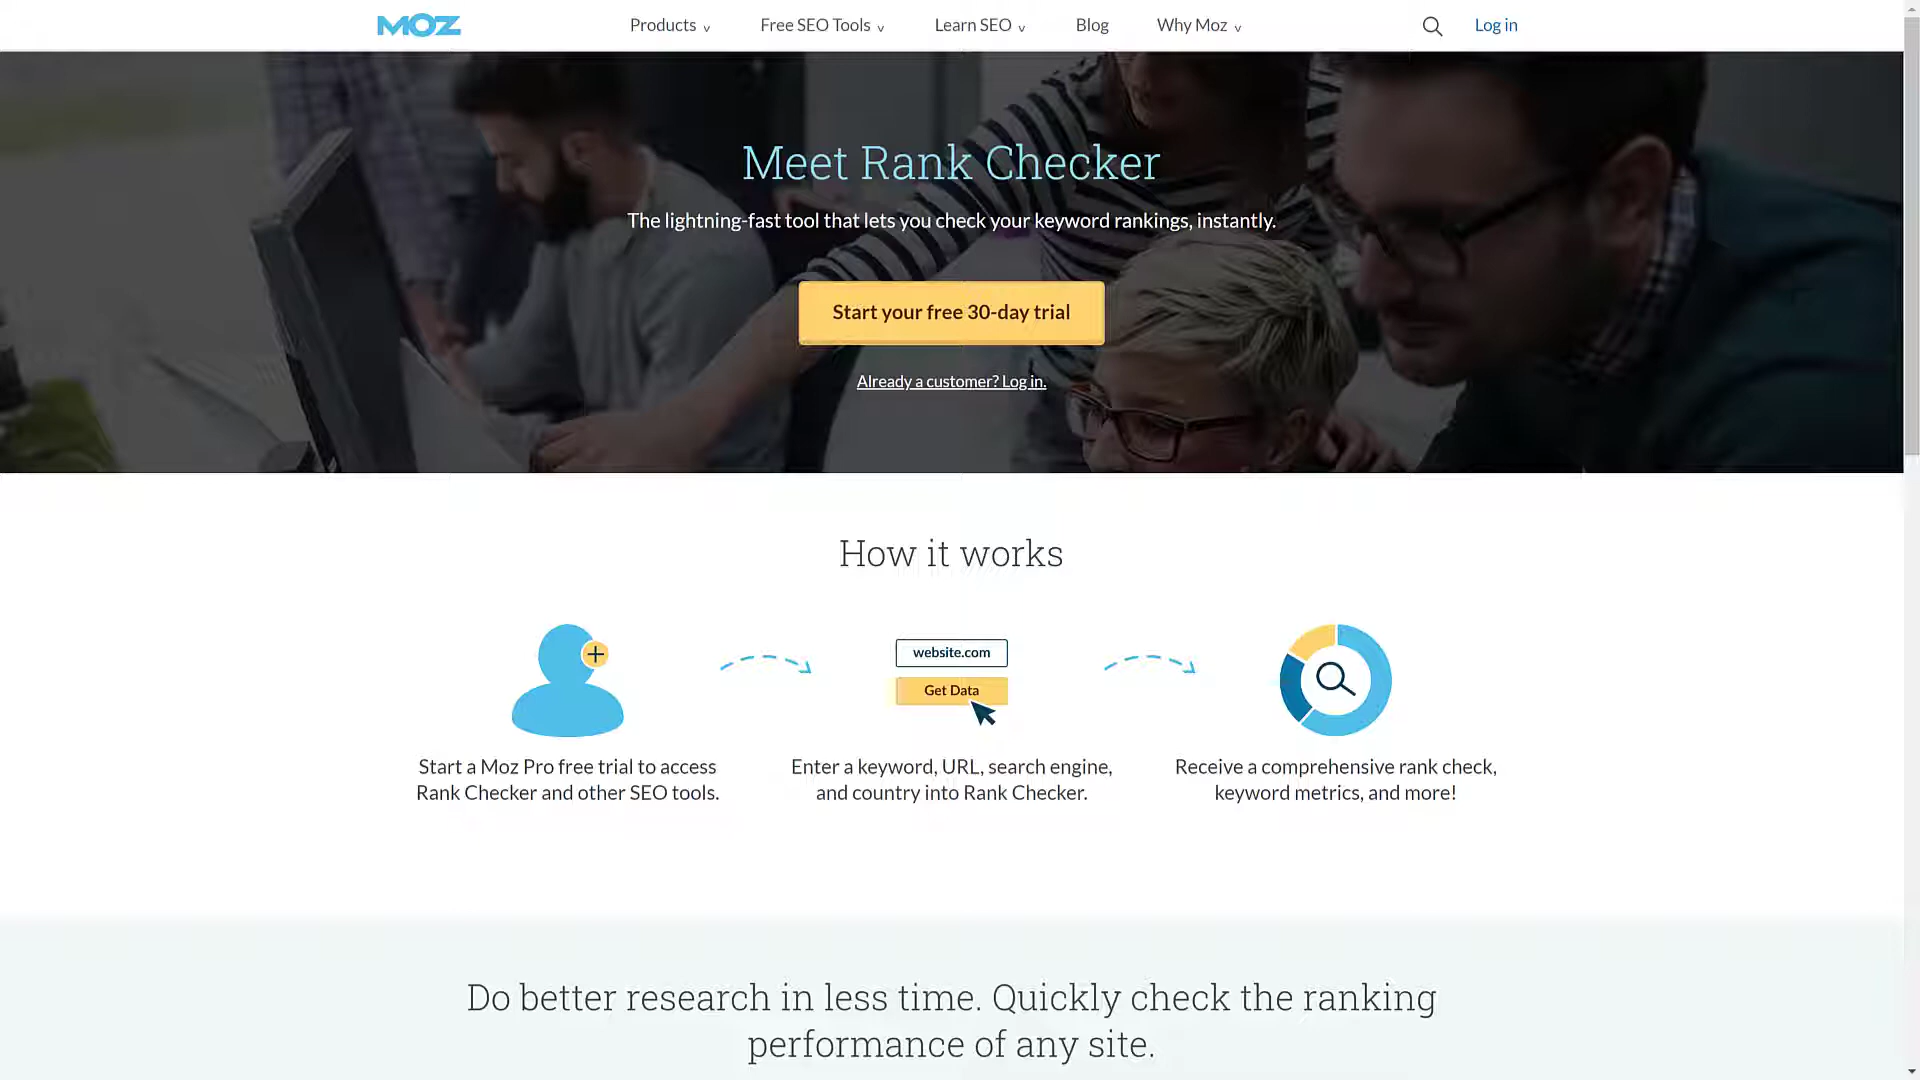 MOZ
Products
Free SEO Tools
Learn SEO
Blog
Why Moz
Log in
Meet Rank Checker
The lightning-fast tool that lets you check your keyword rankings, instantly.
Start your free 30-day trial
Already a customer? Log in.
How it works
website.com
Get Data
Start a Moz Pro free trial to access
Rank Checker and other SEO tools.
Enter a keyword, URL, search engine,
and country into Rank Checker.
Receive a comprehensive rank check,
keyword metrics, and more!
Do better research in less time. Quickly check the ranking
performance of any site.